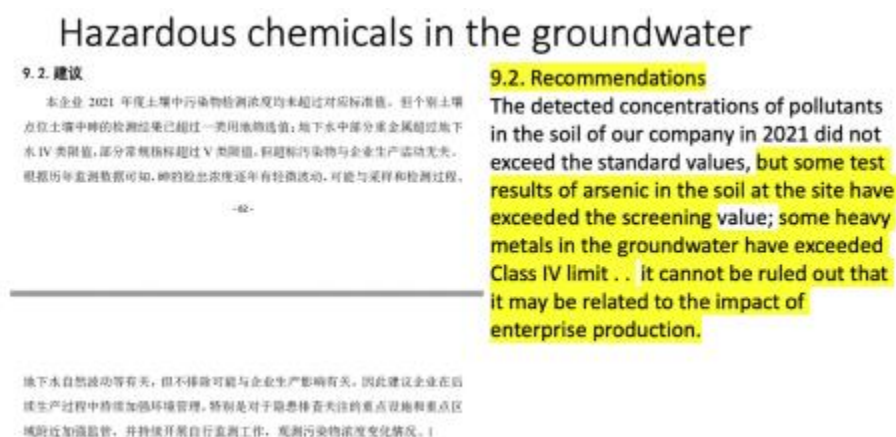 Hazardous chemicals in the groundwater
9.2. 建议
本企业 2021 年度土壤中污染物检测浓度均未超过对应标准值。但个别土壤
点位土壤中砷的检测结果已超过一类用地筛选值；地下水中部分重金属超过地下
水 IV 类限值，部分常规指标超过 V 类限值，但超标污染物与企业生产活动无关。
根据历年监测数据可知，砷的检出浓度逐年有轻微波动，可能与采样和检测过程、
-62-
地下水自然波动等有关，但不排除可能与企业生产影响有关。因此建议企业在后
续生产过程中持续加强环境管理，特别是对于隐患排查关注的重点设施和重点区
域附近加强监管，并持续开展自行监测工作，观测污染物浓度变化情况。
9.2. Recommendations
The detected concentrations of pollutants
in the soil of our company in 2021 did not
exceed the standard values, but some test
results of arsenic in the soil at the site have
exceeded the screening value; some heavy
metals in the groundwater have exceeded
Class IV limit . . it cannot be ruled out that
it may be related to the impact of
enterprise production.